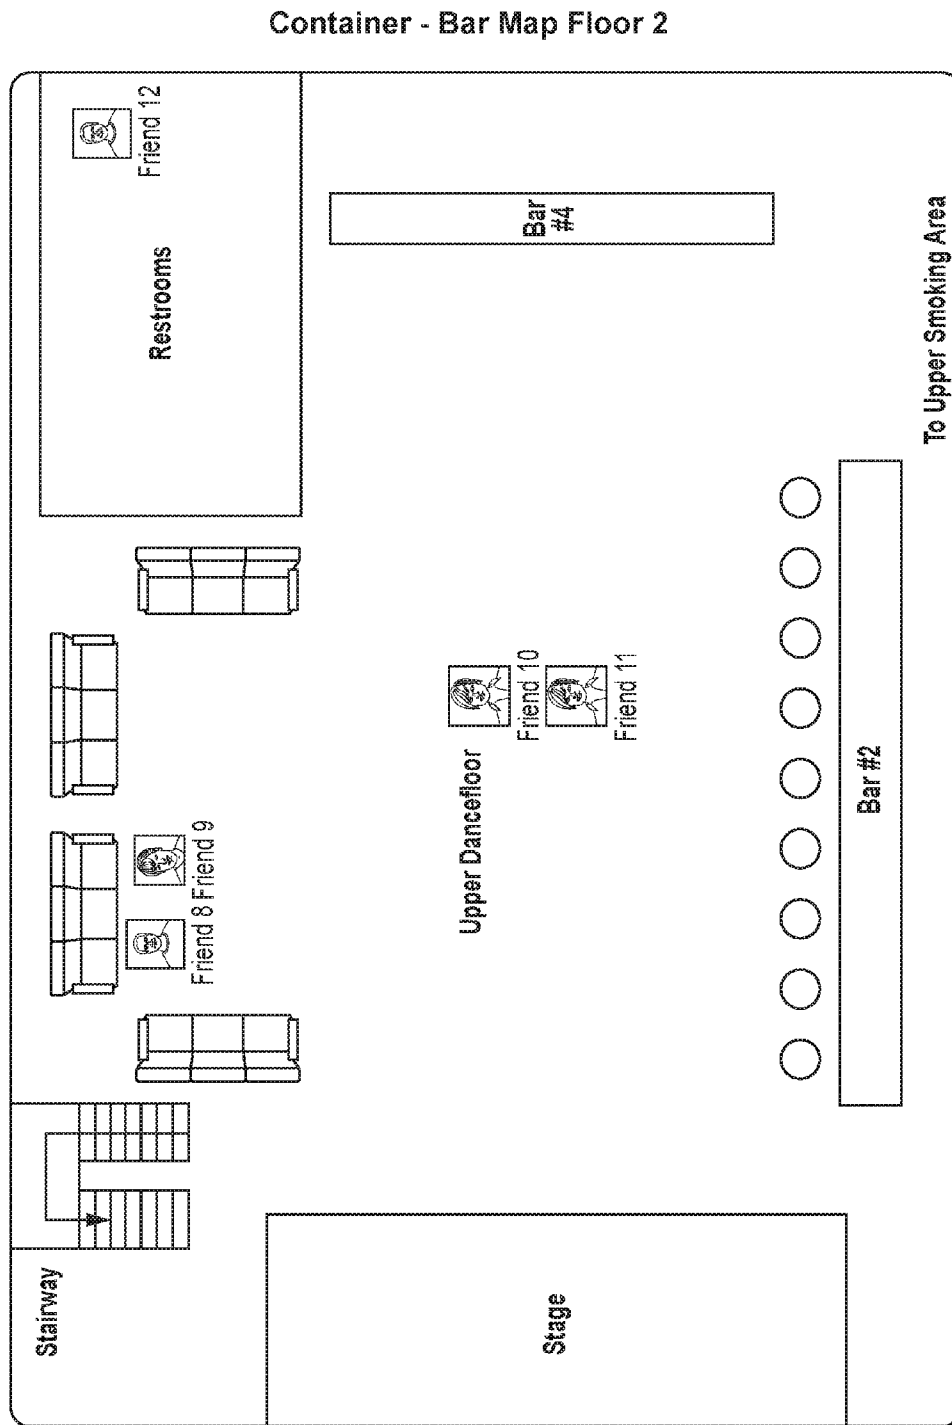 Container - Bar Map Floor 2
Friend 12
Restrooms
Bar
#4
To Upper Smoking Area
Friend 10
Friend 11
Upper Dancefloor
Friend 8 Friend 9
Bar #2
Stairway
Stage